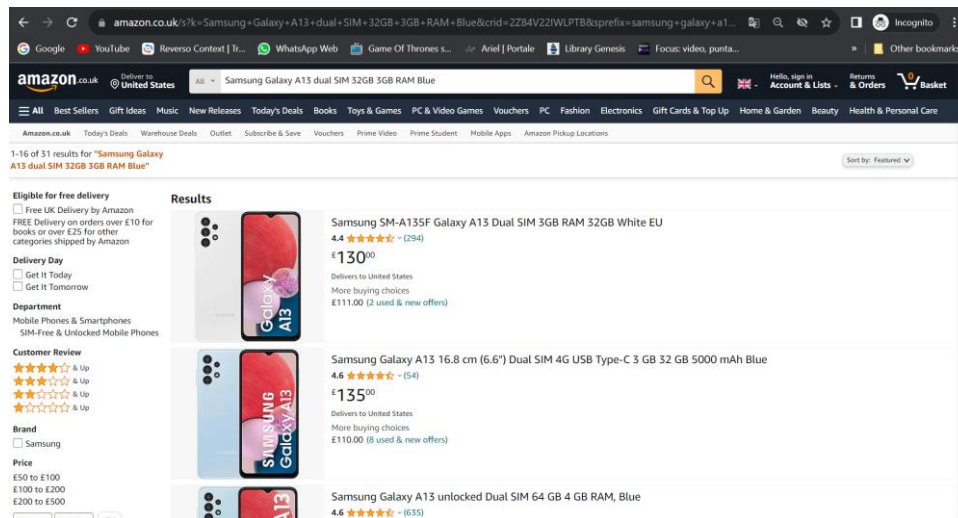 amazon.co.uk/s?k=Samsung+Galaxy+A13+dual+SIM+32GB+3GB+RAM+Blue&crid=2Z84V22IWLPTB&sprefix=samsung+galaxy+a1...
Incognito
Google YouTube Reverso Context | Tr... WhatsApp Web Game Of Thrones s... Ariel | Portale Library Genesis Focus: video, punta... » Other bookmarks
amazon.co.uk
Deliver to
United States
All
Samsung Galaxy A13 dual SIM 32GB 3GB RAM Blue
Hello, sign in
Account & Lists
Returns
& Orders
0
Basket
All Best Sellers Gift Ideas Music New Releases Today's Deals Books Toys & Games PC & Video Games Vouchers PC Fashion Electronics Gift Cards & Top Up Home & Garden Beauty Health & Personal Care
Amazon.co.uk Today's Deals Warehouse Deals Outlet Subscribe & Save Vouchers Prime Video Prime Student Mobile Apps Amazon Pickup Locations
1-16 of 31 results for "Samsung Galaxy
A13 dual SIM 32GB 3GB RAM Blue"
Sort by: Featured
Eligible for free delivery
Free UK Delivery by Amazon
FREE Delivery on orders over £10 for
books or over £25 for other
categories shipped by Amazon
Delivery Day
Get It Today
Get It Tomorrow
Department
Mobile Phones & Smartphones
SIM-Free & Unlocked Mobile Phones
Customer Review
& Up
& Up
& Up
& Up
Brand
Samsung
Price
£50 to £100
£100 to £200
£200 to £500
Results
Galaxy
A13
Samsung SM-A135F Galaxy A13 Dual SIM 3GB RAM 32GB White EU
4.4 (294)
£13000
Delivers to United States
More buying choices
£111.00 (2 used & new offers)
SAMSUNG
Galaxy A13
Samsung Galaxy A13 16.8 cm (6.6") Dual SIM 4G USB Type-C 3 GB 32 GB 5000 mAh Blue
4.6 (54)
£13500
Delivers to United States
More buying choices
£110.00 (8 used & new offers)
Samsung Galaxy A13 unlocked Dual SIM 64 GB 4 GB RAM, Blue
4.6 (635)